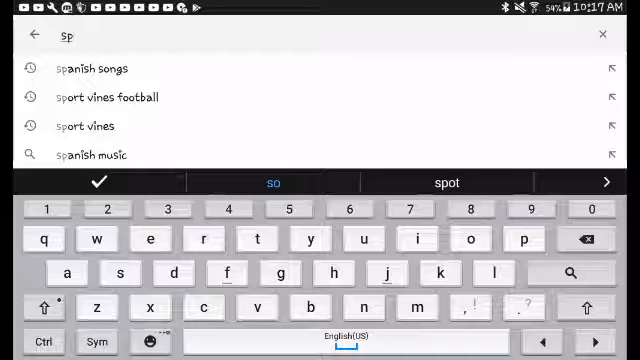 54% 10:17 AM
sp
spanish songs
sport vines football
sport vines
spanish music
so spot
1 2 3 4 5 6 7 8 9 0
q w e r t y u i o p
a s d f g h j k l
z x c v b n m , ! . ?
Ctrl Sym English(US)